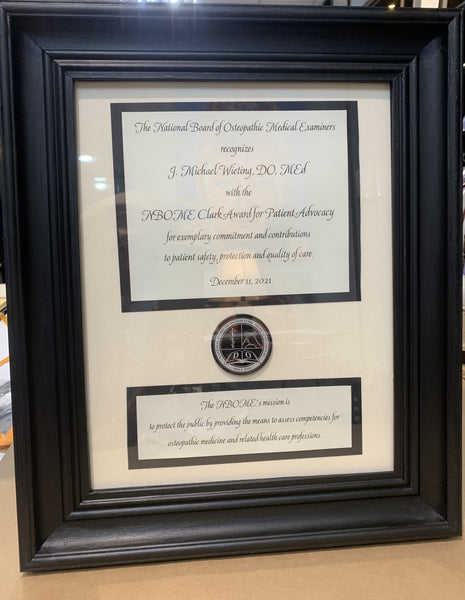 The National Board of Osteopathic Medical Examiners
recognizes
J. Michael Wieting, DO, MEd
with the
NBOME Clark Award for Patient Advocacy
for exemplary commitment and contributions
to patient safety, protection and quality of care.
December 11, 2021
DO
The NBOME's mission is
to protect the public by providing the means to assess competencies for
osteopathic medicine and related health care professions.